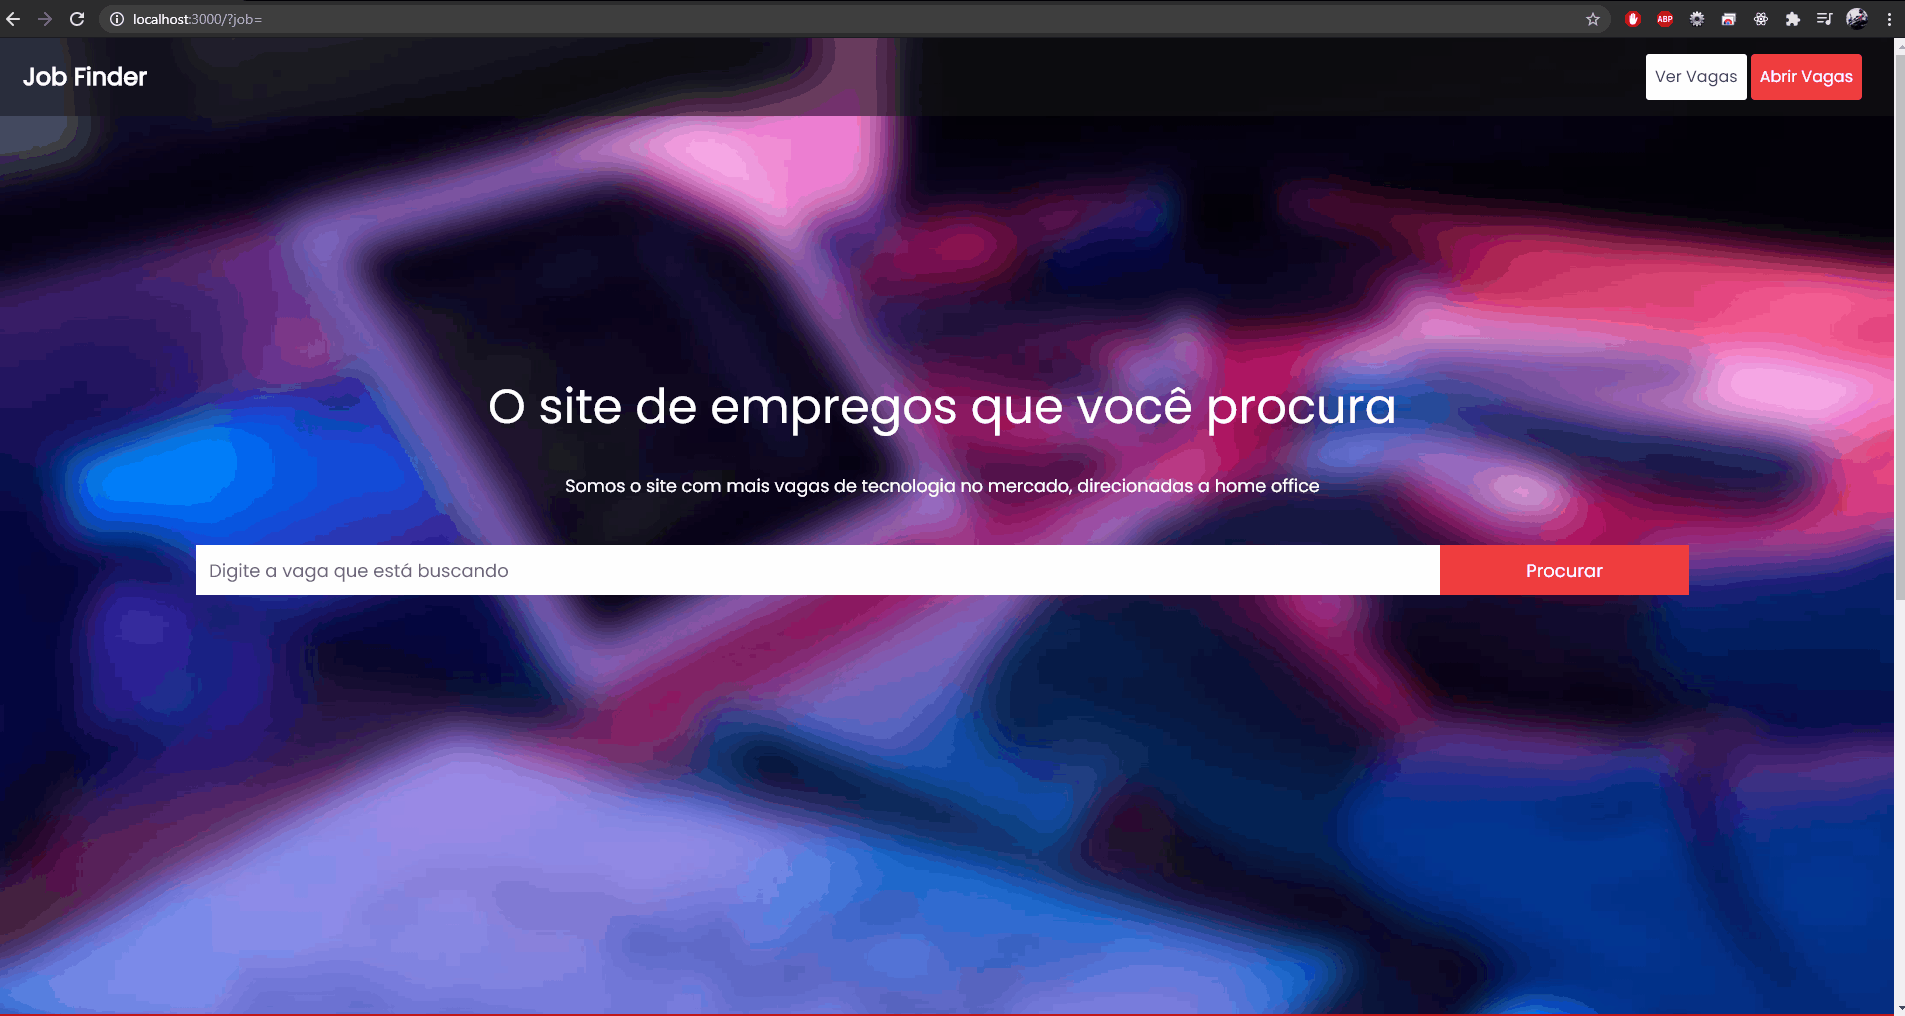 localhost:3000/?job=
ABP
Job Finder
Ver Vagas
Abrir Vagas
O site de empregos que você procura
Somos o site com mais vagas de tecnologia no mercado, direcionadas a home office
Digite a vaga que está buscando
Procurar